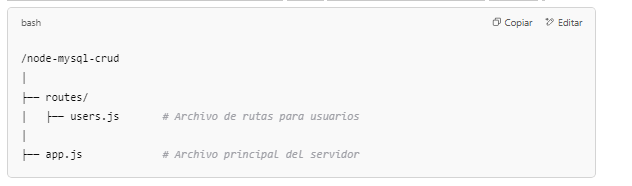 bash Copiar Editar
/node-mysql-crud
│
├── routes/
│   ├── users.js       # Archivo de rutas para usuarios
│
├── app.js             # Archivo principal del servidor